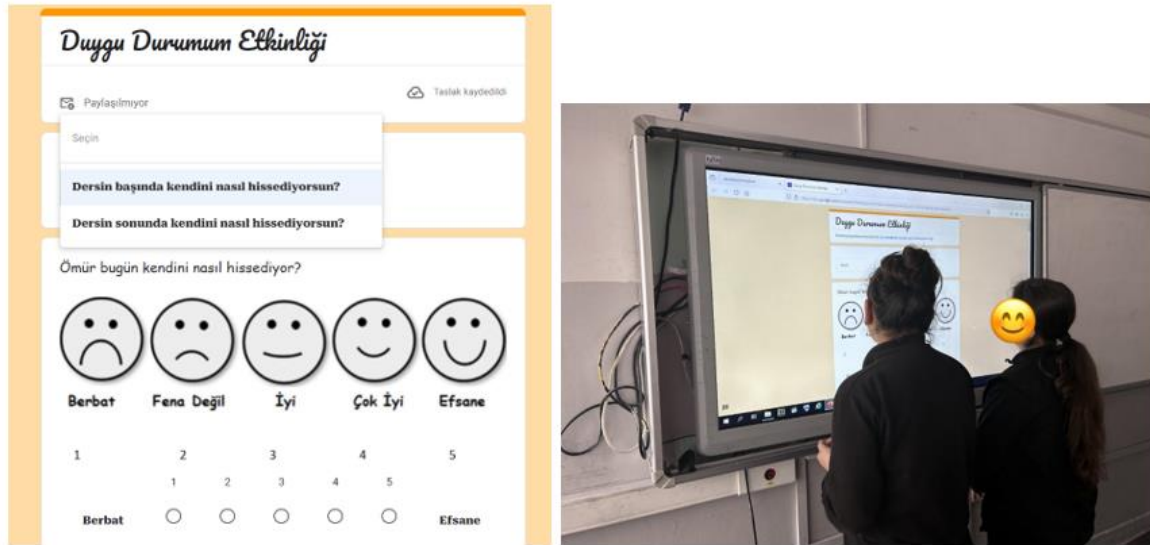 Duygu Durumum Etkinliği
Paylaşılmıyor
Taslak kaydedildi
Seçin
Dersin başında kendini nasıl hissediyorsun?
Dersin sonunda kendini nasıl hissediyorsun?
Ömür bugün kendini nasıl hissediyor?
Berbat Fena Değil İyi Çok İyi Efsane
1 2 3 4 5
1 2 3 4 5
Berbat Efsane
Duygu Durumum Etkinliği
Berbat